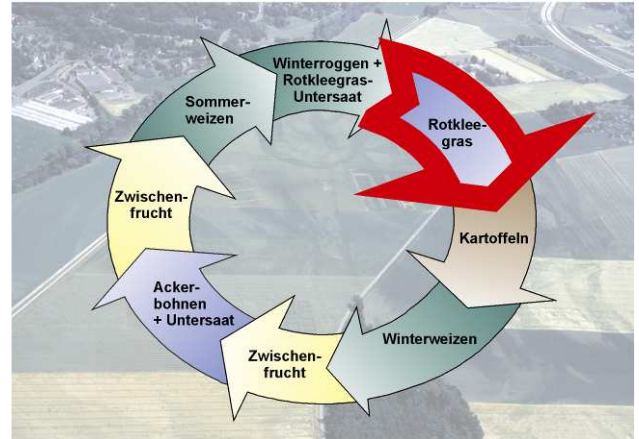 Winterroggen +
Rotkleegras-
Untersaat
Rotklee-
gras
Kartoffeln
Winterweizen
Zwischen-
frucht
Acker-
bohnen
+ Untersaat
Zwischen-
frucht
Sommer-
weizen